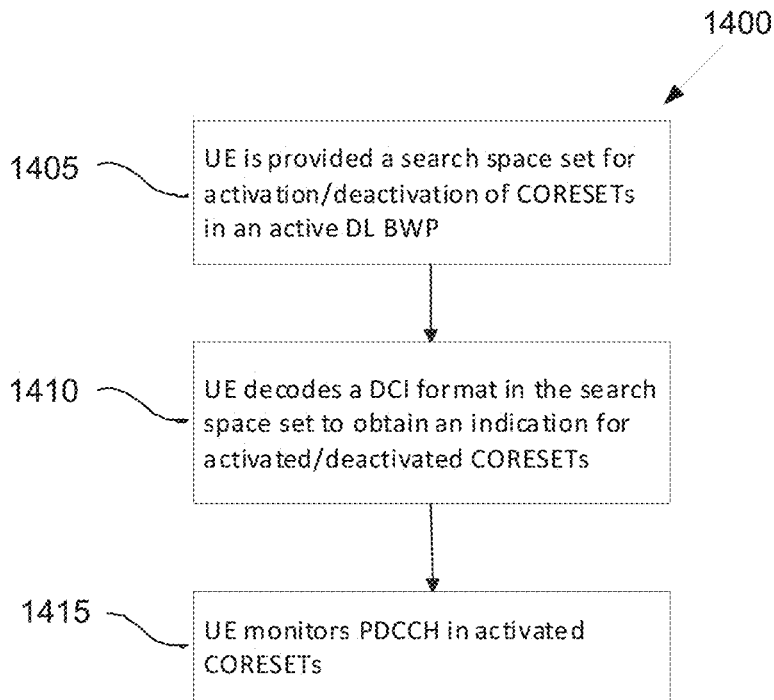 1400
1405
UE is provided a search space set for
activation/deactivation of CORESETs
in an active DL BWP
1410
UE decodes a DCI format in the search
space set to obtain an indication for
activated/deactivated CORESETs
1415
UE monitors PDCCH in activated
CORESETs